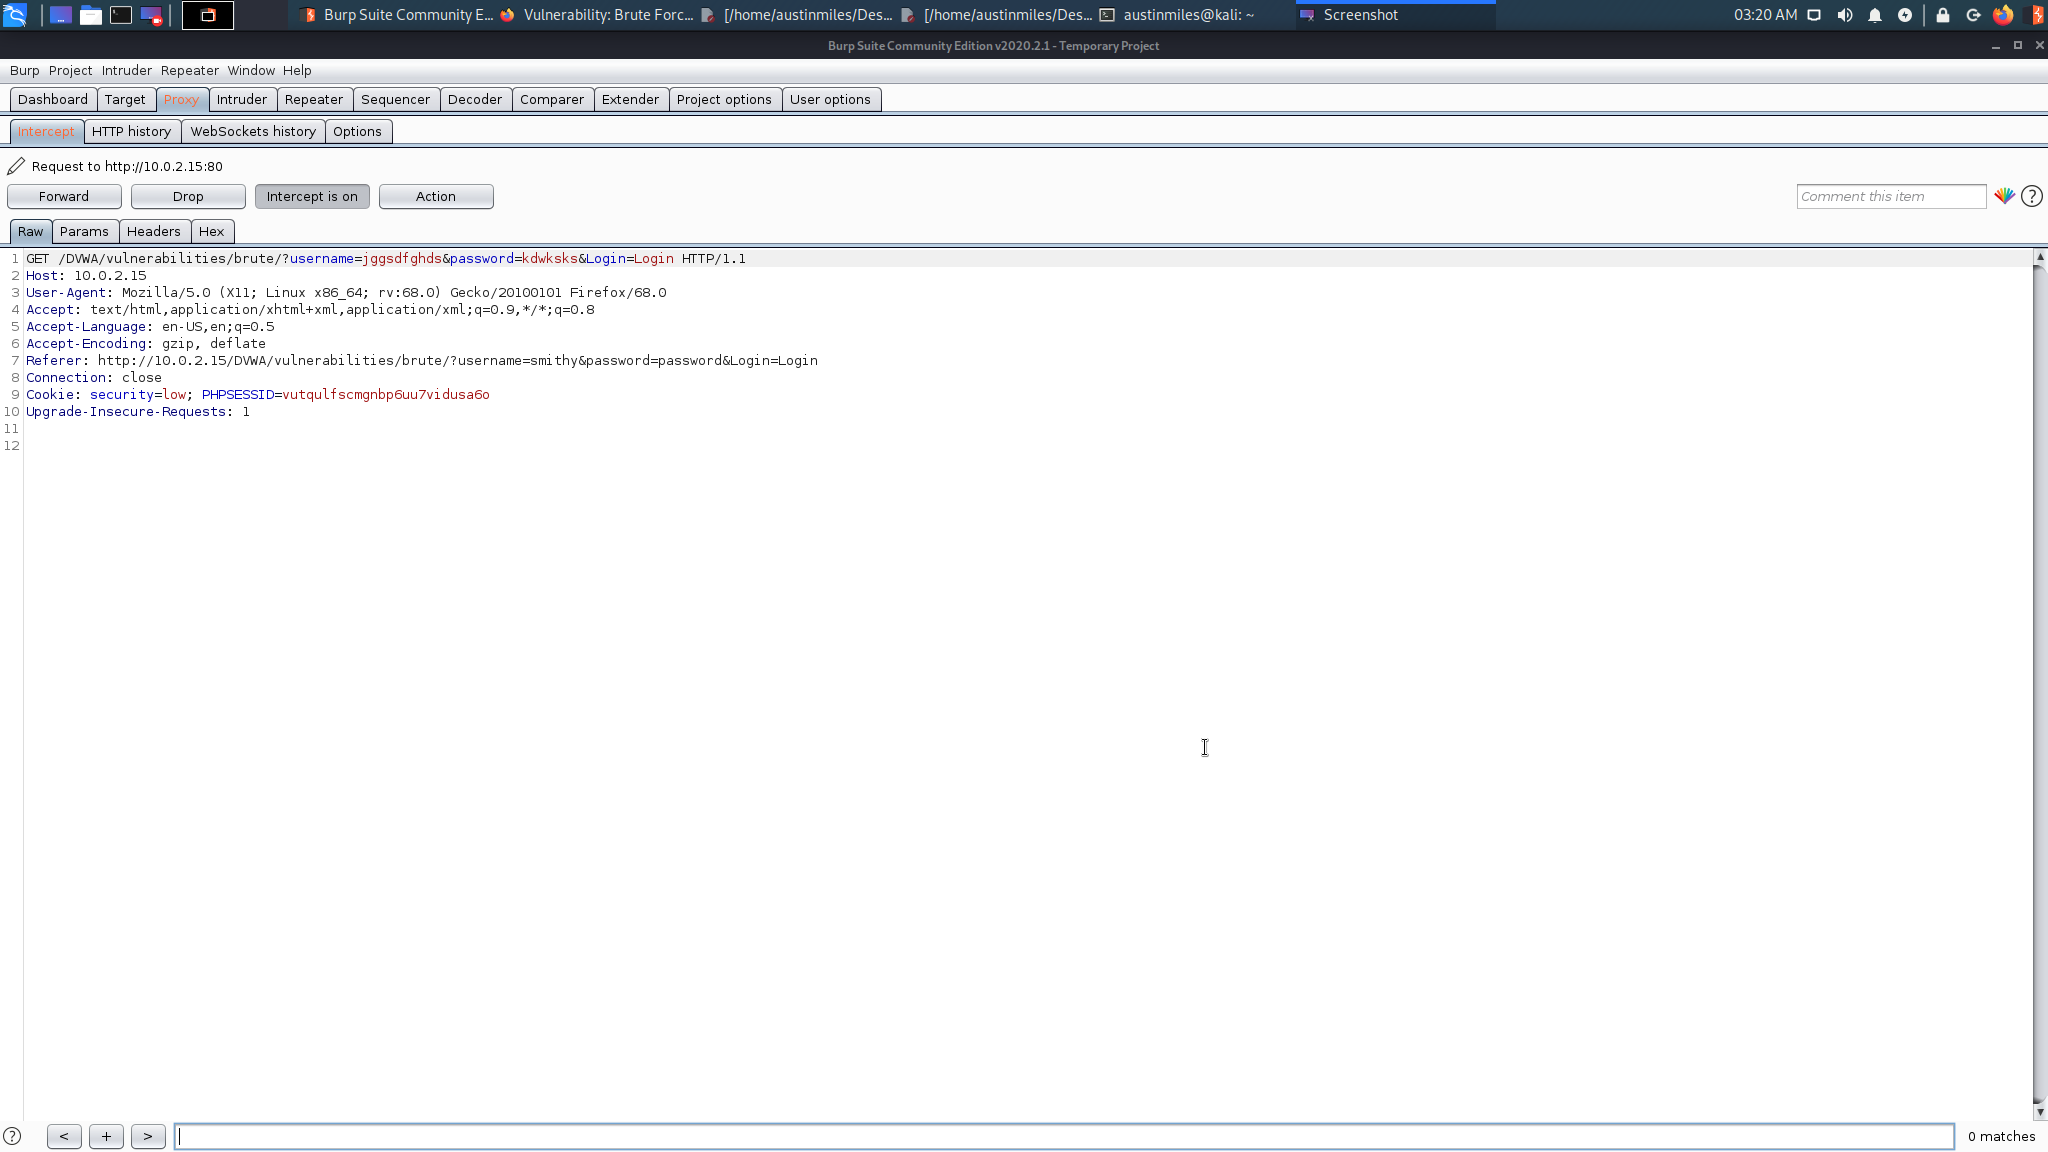 Burp Suite Community E... Vulnerability: Brute Forc... [/home/austinmiles/Des... [/home/austinmiles/Des... austinmiles@kali: ~ Screenshot 03:20 AM
Burp Suite Community Edition v2020.2.1 - Temporary Project
Burp Project Intruder Repeater Window Help
Dashboard Target Proxy Intruder Repeater Sequencer Decoder Comparer Extender Project options User options
Intercept HTTP history WebSockets history Options
Request to http://10.0.2.15:80
Forward Drop Intercept is on Action Comment this item ?
Raw Params Headers Hex
1 GET /DVWA/vulnerabilities/brute/?username=jggsdfghds&password=kdwksks&Login=Login HTTP/1.1
2 Host: 10.0.2.15
3 User-Agent: Mozilla/5.0 (X11; Linux x86_64; rv:68.0) Gecko/20100101 Firefox/68.0
4 Accept: text/html,application/xhtml+xml,application/xml;q=0.9,*/*;q=0.8
5 Accept-Language: en-US,en;q=0.5
6 Accept-Encoding: gzip, deflate
7 Referer: http://10.0.2.15/DVWA/vulnerabilities/brute/?username=smithy&password=password&Login=Login
8 Connection: close
9 Cookie: security=low; PHPSESSID=vutqulfscmgnbp6uu7vidusa6o
10 Upgrade-Insecure-Requests: 1
11
12
? < + > 0 matches